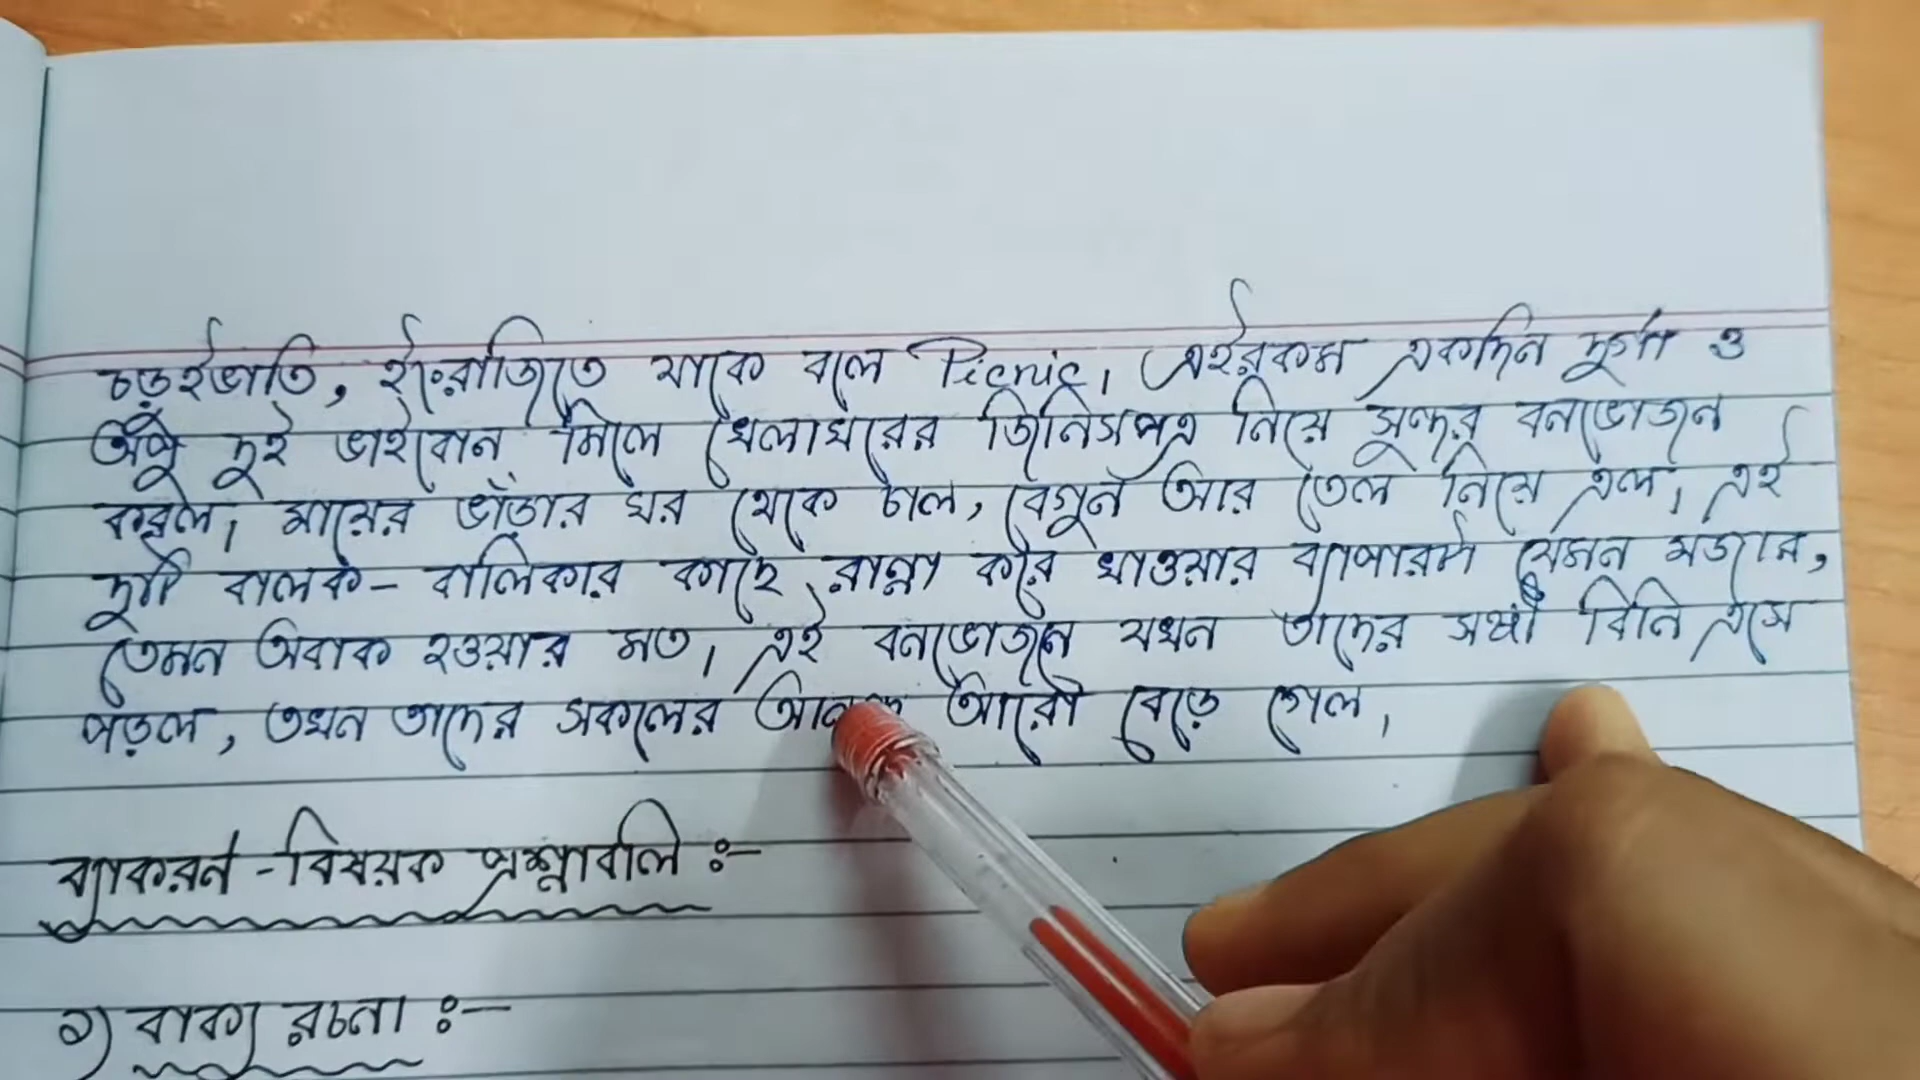 চড়ুইভাতি, ইংরাজিতে যাকে বলে Picnic। এইরকম একদিন দুর্গা ও
অপু দুই ভাইবোন মিলে খেলাঘরের জিনিসপত্র নিয়ে সুন্দর বনভোজন
করল। মায়ের ভাঁড়ার ঘর থেকে চাল, বেগুন আর তেল নিয়ে এল। এই
দুটি বালক-বালিকার কাছে রান্না করে খাওয়ার ব্যাপারটা যেমন মজার,
তেমন অবাক হওয়ার মত। এই বনভোজনে যখন তাদের সঙ্গী বিনি এসে
পড়ল, তখন তাদের সকলের আনন্দ আরো বেড়ে গেল।
ব্যাকরণ-বিষয়ক প্রশ্নাবলি :-
১) বাক্য রচনা :-